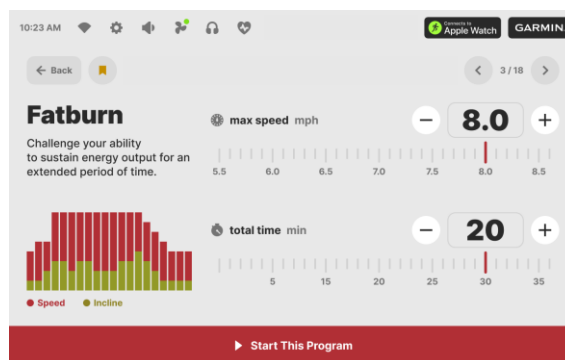 10:23 AM
Connects to
Apple Watch
GARMIN
← Back
3 / 18
Fatburn
Challenge your ability
to sustain energy output for an
extended period of time.
max speed mph
− 8.0 +
5.5 6.0 6.5 7.0 7.5 8.0 8.5
total time min
− 20 +
5 15 20 25 30 35
Speed Incline
Start This Program